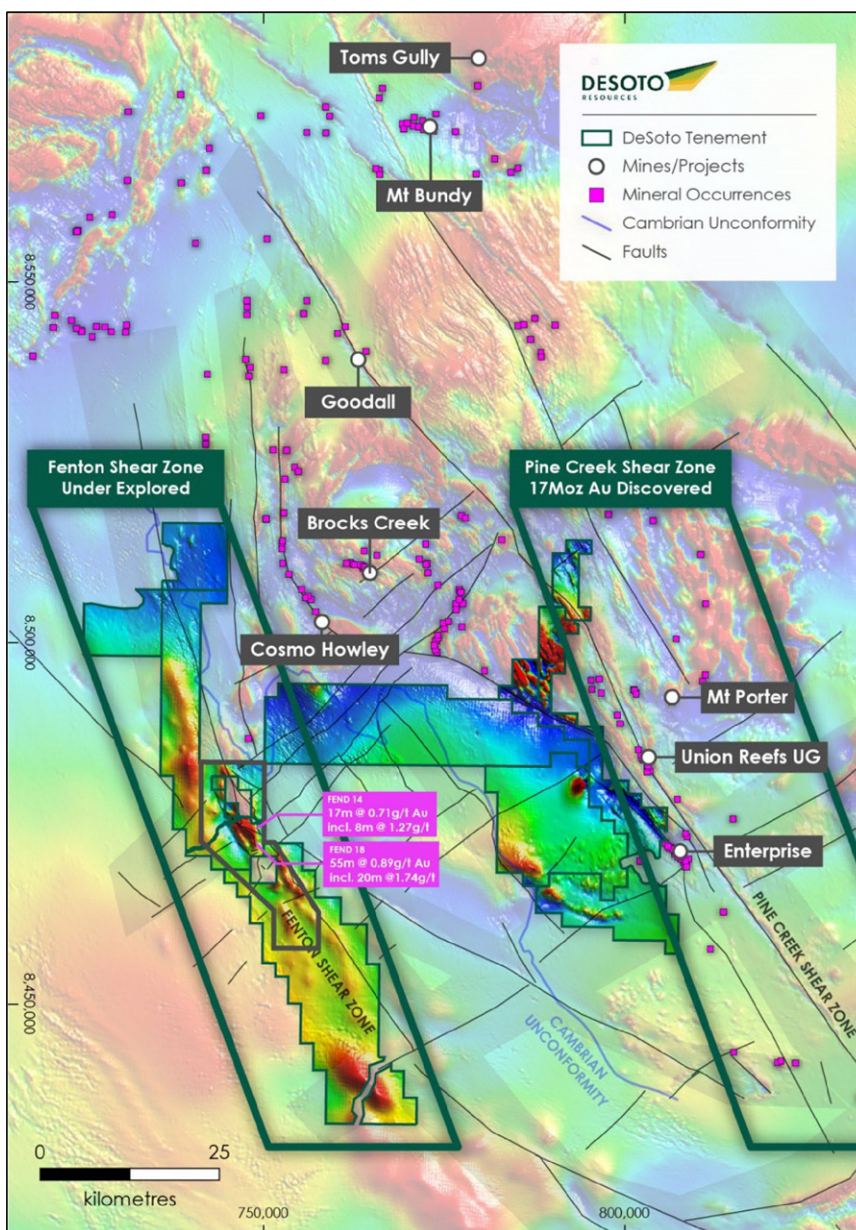 Toms Gully
DESOTO
RESOURCES
DeSoto Tenement
Mines/Projects
Mineral Occurrences
Cambrian Unconformity
Faults
Mt Bundy
8,550,000
Goodall
Fenton Shear Zone
Under Explored
Pine Creek Shear Zone
17Moz Au Discovered
Brocks Creek
Cosmo Howley
8,500,000
Mt Porter
Union Reefs UG
FEND 14
17m @ 0.71g/t Au
incl. 8m @ 1.27g/t
FEND 18
55m @ 0.89g/t Au
incl. 20m @1.74g/t
Enterprise
FENTON SHEAR ZONE
PINE CREEK SHEAR ZONE
8,450,000
CAMBRIAN
UNCONFORMITY
0 25
kilometres
750,000 800,000